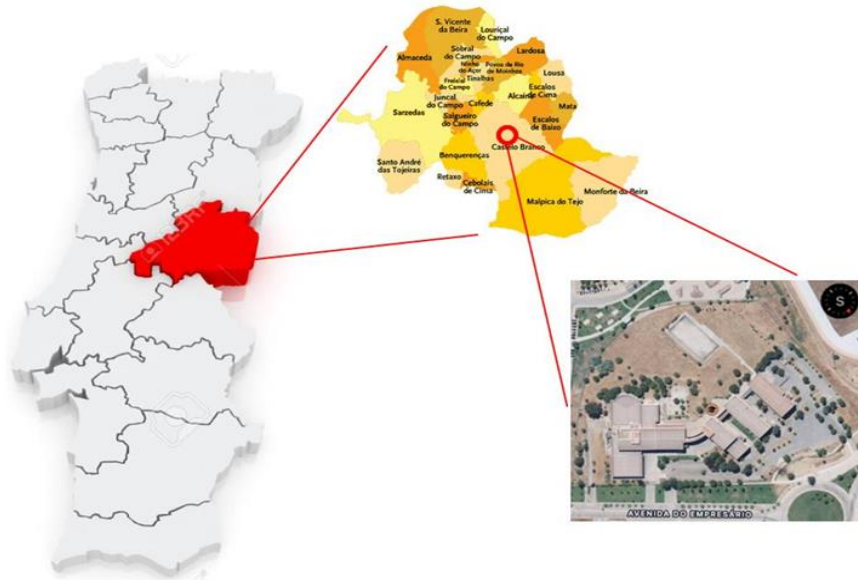 S. Vicente
da Beira
Louriçal
do Campo
Almaceda
Sobral
do Campo
Lardosa
Ninho
do Açor
Povoa de Rio
de Moinhos
Lousa
Freixial
do Campo
Tinalhas
Juncal
do Campo
Cafede
Alcains
Escalos
de Cima
Mata
Sarzedas
Salgueiro
do Campo
Escalos
de Baixo
Castelo Branco
Benquerenças
Santo André
das Tojeiras
Retaxo
Cebolais
de Cima
Malpica do Tejo
Monforte da Beira
S
AVENIDA DO EMPRESÁRIO